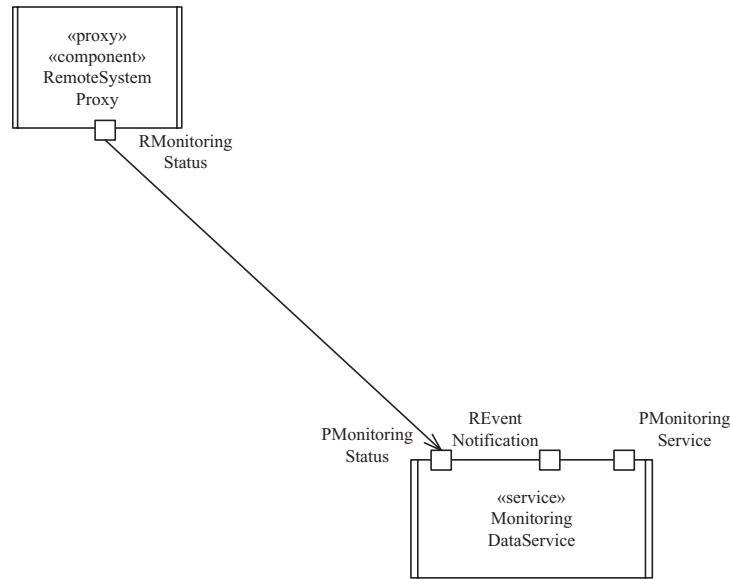 «proxy»
«component»
RemoteSystem
Proxy
RMonitoring
Status
PMonitoring
Status
REvent
Notification
PMonitoring
Service
«service»
Monitoring
DataService